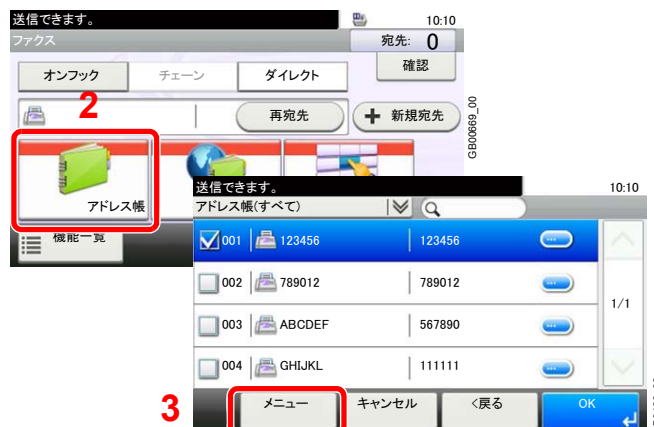 送信できます。 10:10
ファクス 宛先: 0
オンフック チェーン ダイレクト 確認
2
再宛先 + 新規宛先
GB00669_00
アドレス帳
機能一覧
送信できます。 10:10
アドレス帳(すべて)
001 123456 123456
002 789012 789012
1/1
003 ABCDEF 567890
004 GHIJKL 111111
3
メニュー キャンセル <戻る OK